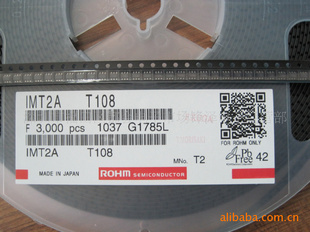 IMT2A T108
F 3,000 pcs 1037 G1785L
IMT2A T108
FOR ROHM ONLY
MNo. T2
Pb Free 42
MADE IN JAPAN
ROHM SEMICONDUCTOR
alibaba.com.cn